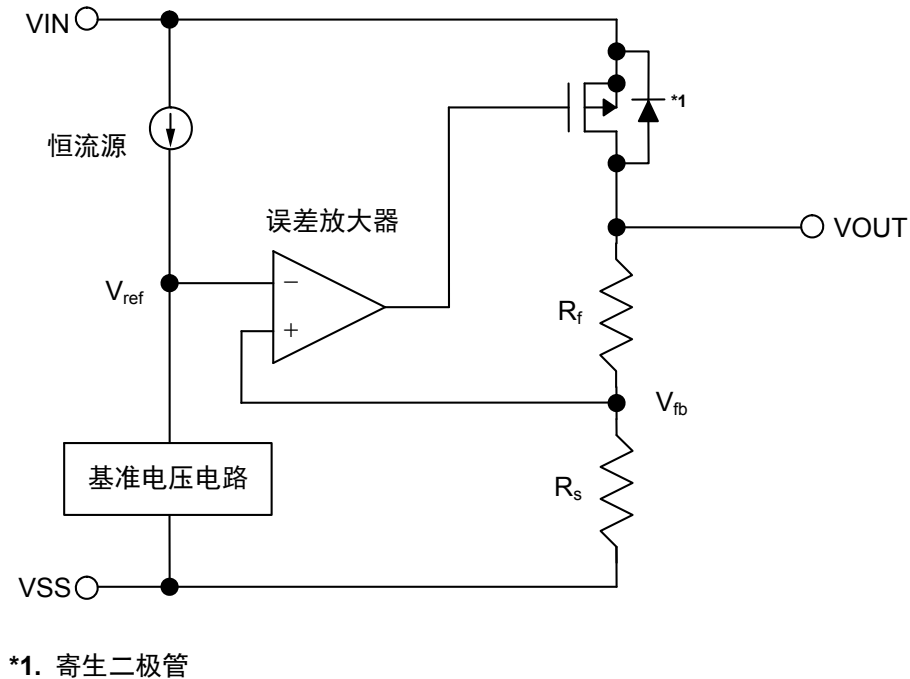 VIN
*1
恒流源
误差放大器
VOUT
Vref
−
+
Rf
Vfb
基准电压电路
Rs
VSS
*1. 寄生二极管